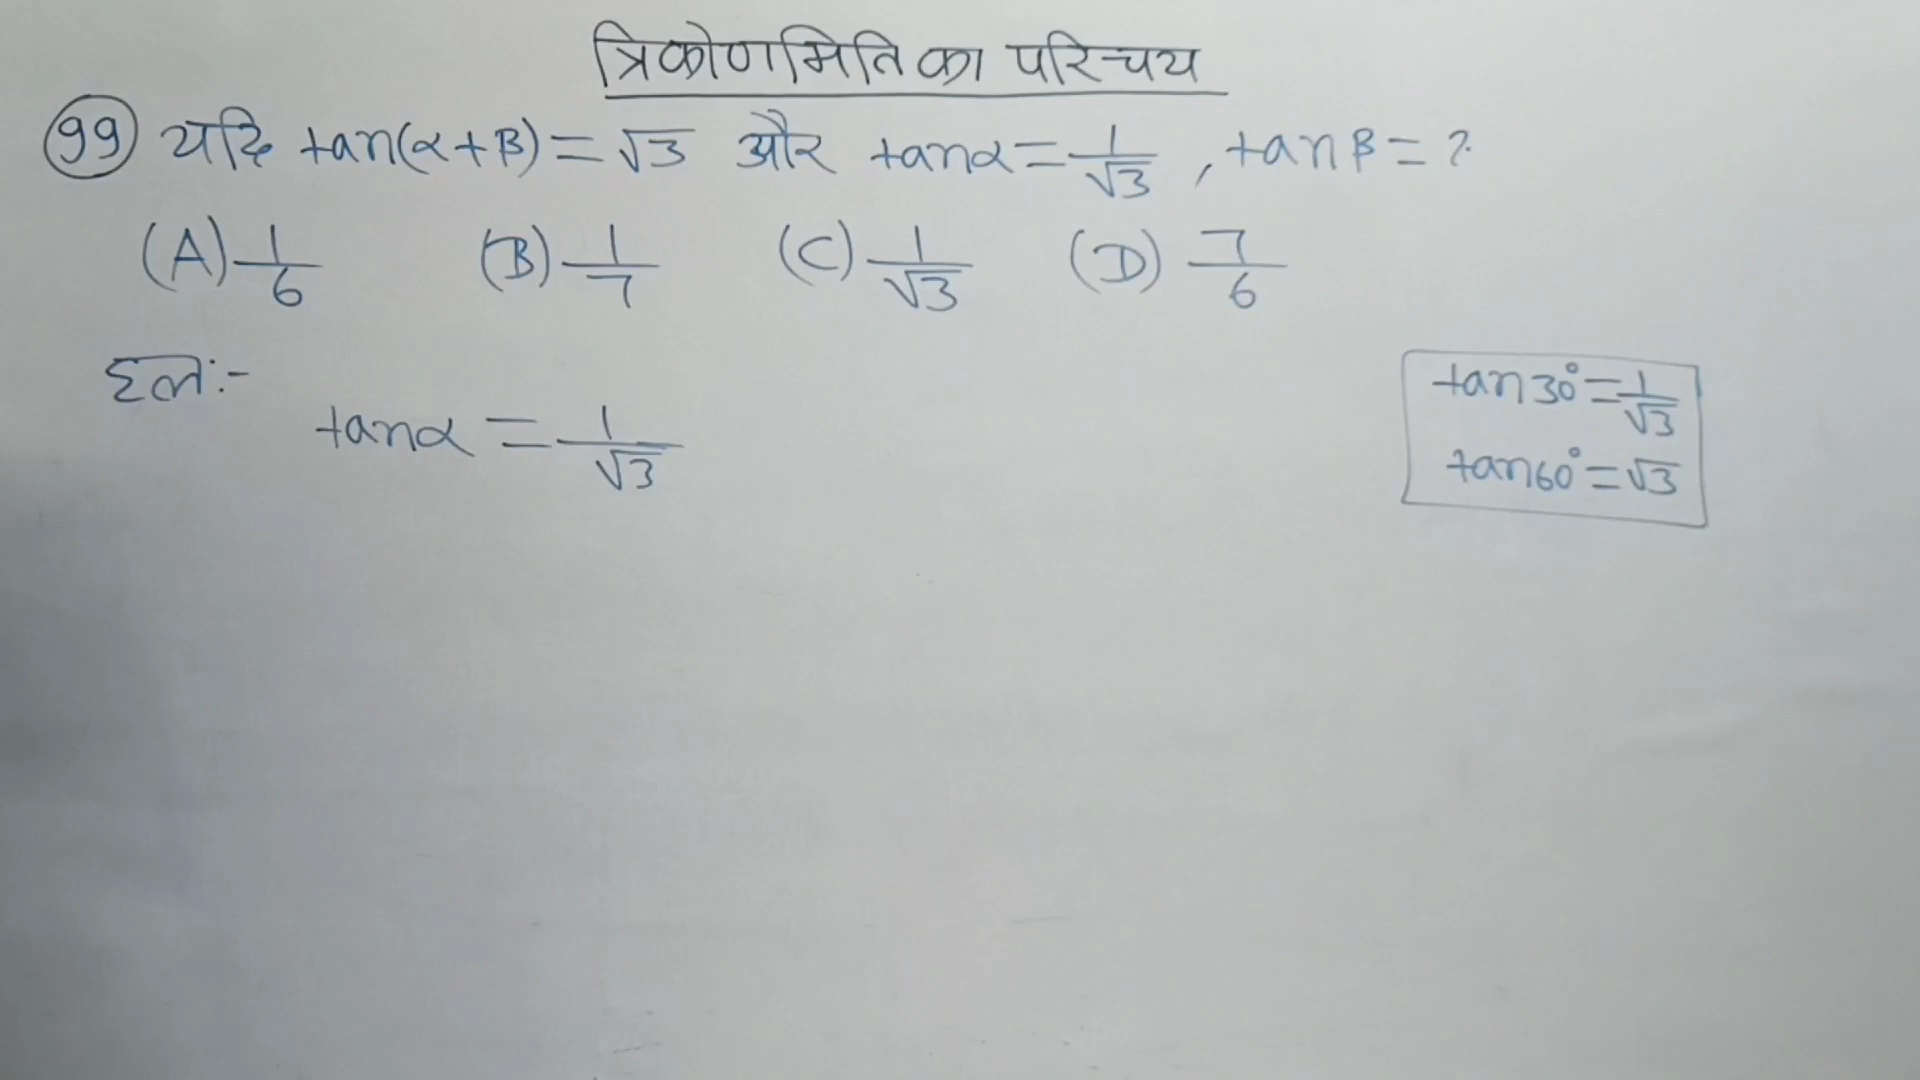 त्रिकोणमिति का परिचय
99 यदि tan(α+β)=√3 और tanα=1/√3, tanβ=?
(A) 1/6 (B) 1/7 (C) 1/√3 (D) 7/6
हल:-
tanα = 1/√3
tan30°=1/√3
tan60°=√3